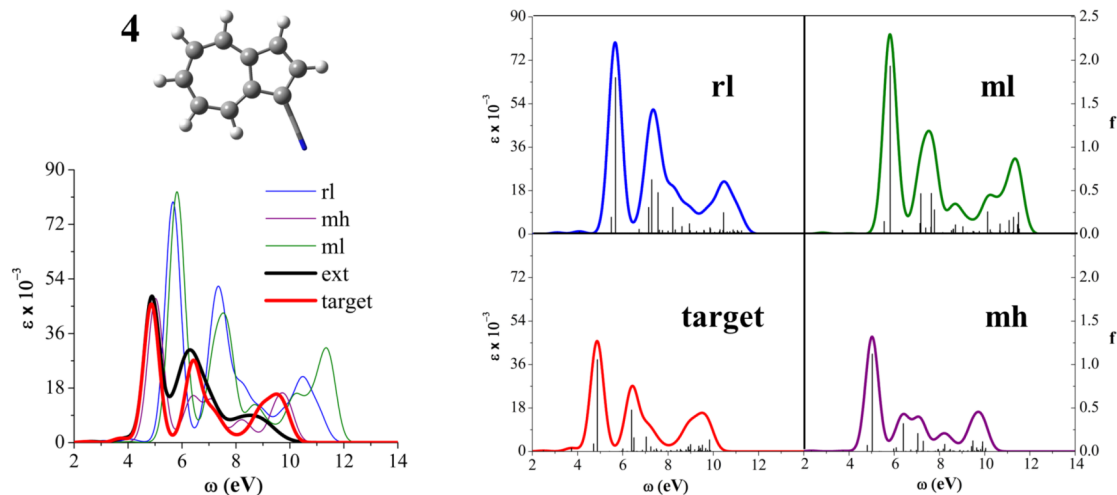 4
90
72
54
36
18
0
ε x 10⁻³
rl
mh
ml
ext
target
2 4 6 8 10 12 14
ω (eV)
90
72
54
36
18
0
ε x 10⁻³
rl
ml
2.5
2.0
1.5
1.0
0.5
0.0
f
72
54
36
18
0
ε x 10⁻³
target
mh
2.0
1.5
1.0
0.5
0.0
f
2 4 6 8 10 12
ω (eV)
2 4 6 8 10 12 14
ω (eV)